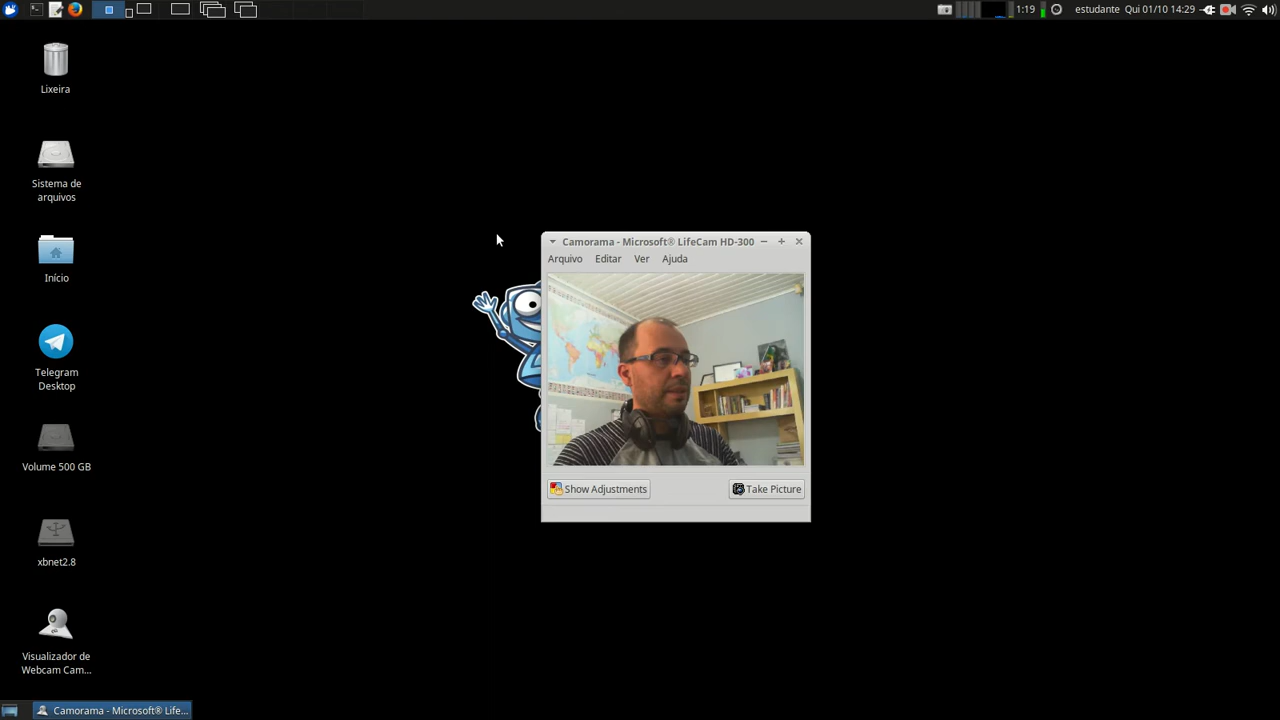 1:19
estudante Qui 01/10 14:29
Lixeira
Sistema de
arquivos
Início
Telegram
Desktop
Volume 500 GB
xbnet2.8
Visualizador de
Webcam Cam...
Camorama - Microsoft® LifeCam HD-300
Arquivo Editar Ver Ajuda
Show Adjustments Take Picture
Camorama - Microsoft® Life...